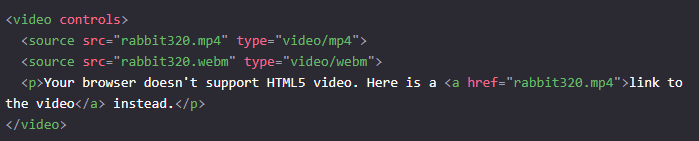 <video controls>
  <source src="rabbit320.mp4" type="video/mp4">
  <source src="rabbit320.webm" type="video/webm">
  <p>Your browser doesn't support HTML5 video. Here is a <a href="rabbit320.mp4">link to
the video</a> instead.</p>
</video>